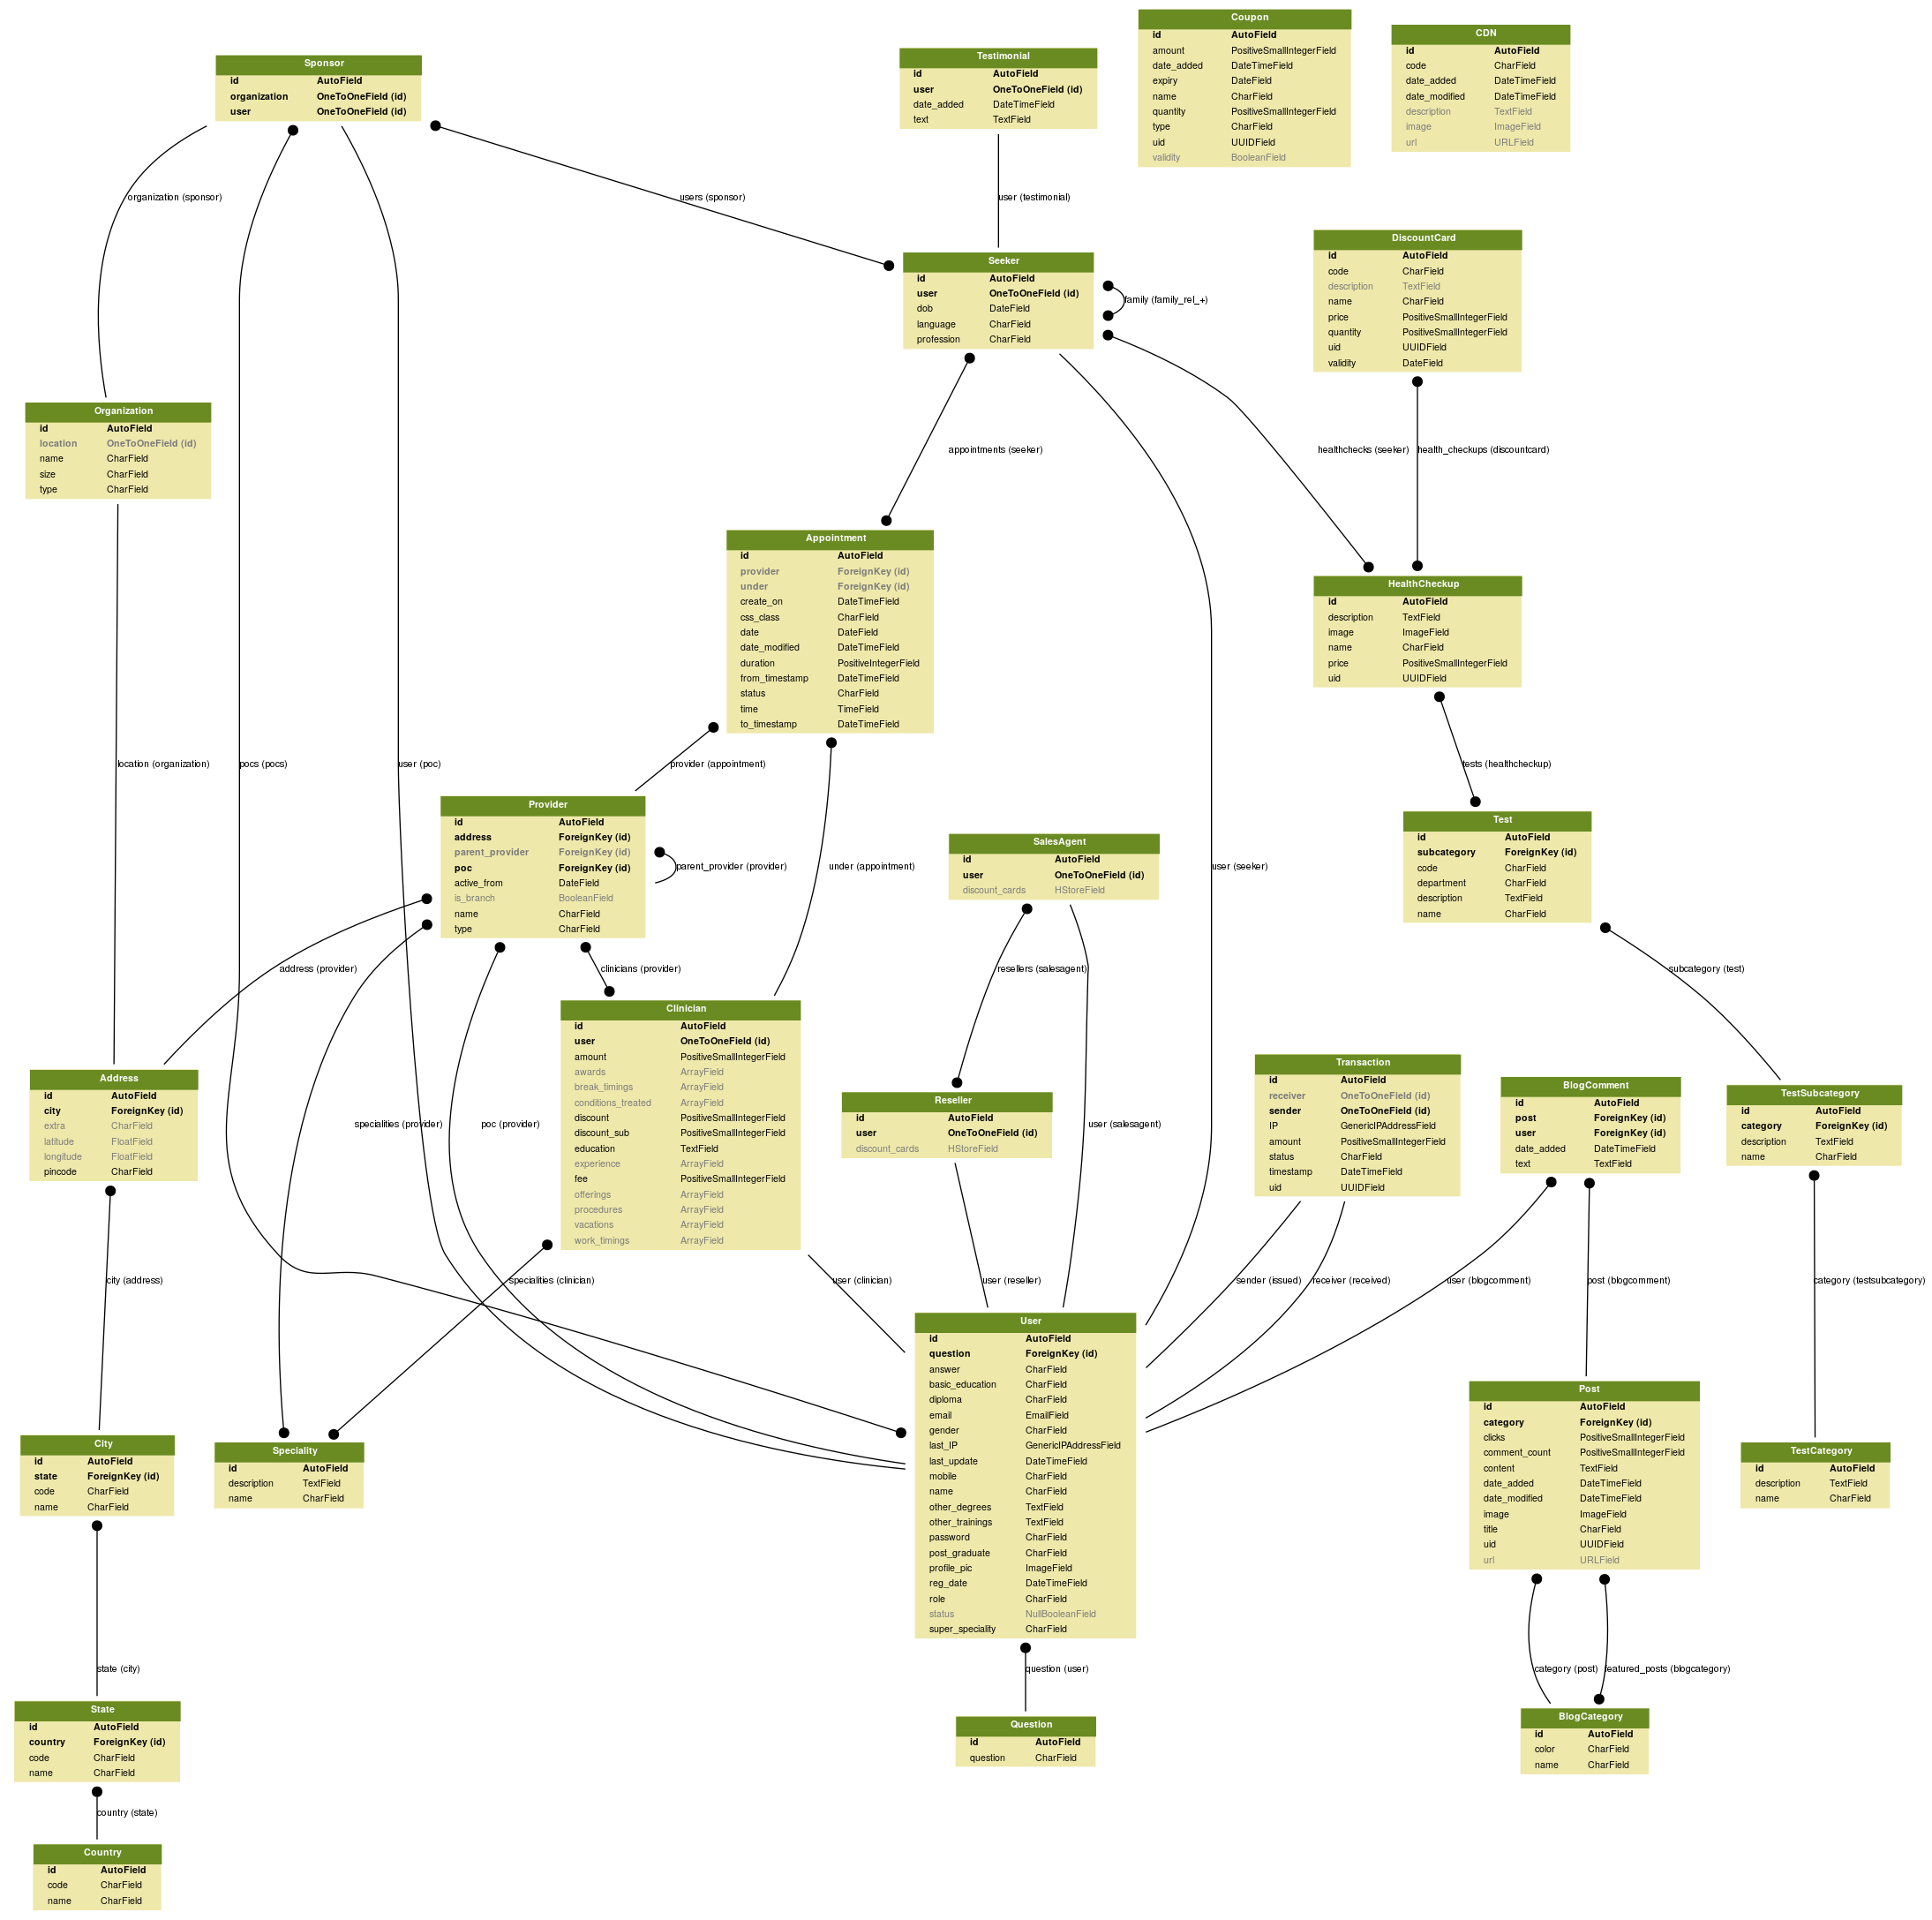 Coupon
id AutoField
amount PositiveSmallIntegerField
date_added DateTimeField
expiry DateField
name CharField
quantity PositiveSmallIntegerField
type CharField
uid UUIDField
validity BooleanField
CDN
id AutoField
code CharField
date_added DateTimeField
date_modified DateTimeField
description TextField
image ImageField
url URLField
Sponsor
id AutoField
organization OneToOneField (id)
user OneToOneField (id)
Testimonial
id AutoField
user OneToOneField (id)
date_added DateTimeField
text TextField
organization (sponsor)
users (sponsor)
user (testimonial)
DiscountCard
id AutoField
code CharField
description TextField
name CharField
price PositiveSmallIntegerField
quantity PositiveSmallIntegerField
uid UUIDField
validity DateField
Seeker
id AutoField
user OneToOneField (id)
dob DateField
language CharField
profession CharField
family (family_rel_+)
Organization
id AutoField
location OneToOneField (id)
name CharField
size CharField
type CharField
appointments (seeker)
healthchecks (seeker)
health_checkups (discountcard)
Appointment
id AutoField
provider ForeignKey (id)
under ForeignKey (id)
create_on DateTimeField
css_class CharField
date DateField
date_modified DateTimeField
duration PositiveIntegerField
from_timestamp DateTimeField
status CharField
time TimeField
to_timestamp DateTimeField
HealthCheckup
id AutoField
description TextField
image ImageField
name CharField
price PositiveSmallIntegerField
uid UUIDField
location (organization)
pocs (pocs)
user (poc)
provider (appointment)
tests (healthcheckup)
Provider
id AutoField
address ForeignKey (id)
parent_provider ForeignKey (id)
poc ForeignKey (id)
active_from DateField
is_branch BooleanField
name CharField
type CharField
parent_provider (provider)
under (appointment)
SalesAgent
id AutoField
user OneToOneField (id)
discount_cards HStoreField
user (seeker)
Test
id AutoField
subcategory ForeignKey (id)
code CharField
department CharField
description TextField
name CharField
address (provider)
clinicians (provider)
resellers (salesagent)
subcategory (test)
Clinician
id AutoField
user OneToOneField (id)
amount PositiveSmallIntegerField
awards ArrayField
break_timings ArrayField
conditions_treated ArrayField
discount PositiveSmallIntegerField
discount_sub PositiveSmallIntegerField
education TextField
experience ArrayField
fee PositiveSmallIntegerField
offerings ArrayField
procedures ArrayField
vacations ArrayField
work_timings ArrayField
Address
id AutoField
city ForeignKey (id)
extra CharField
latitude FloatField
longitude FloatField
pincode CharField
specialities (provider)
poc (provider)
Reseller
id AutoField
user OneToOneField (id)
discount_cards HStoreField
user (salesagent)
Transaction
id AutoField
receiver OneToOneField (id)
sender OneToOneField (id)
IP GenericIPAddressField
amount PositiveSmallIntegerField
status CharField
timestamp DateTimeField
uid UUIDField
BlogComment
id AutoField
post ForeignKey (id)
user ForeignKey (id)
date_added DateTimeField
text TextField
TestSubcategory
id AutoField
category ForeignKey (id)
description TextField
name CharField
city (address)
specialities (clinician)
user (clinician)
user (reseller)
sender (issued)
receiver (received)
user (blogcomment)
post (blogcomment)
category (testsubcategory)
User
id AutoField
question ForeignKey (id)
answer CharField
basic_education CharField
diploma CharField
email EmailField
gender CharField
last_IP GenericIPAddressField
last_update DateTimeField
mobile CharField
name CharField
other_degrees TextField
other_trainings TextField
password CharField
post_graduate CharField
profile_pic ImageField
reg_date DateTimeField
role CharField
status NullBooleanField
super_speciality CharField
Post
id AutoField
category ForeignKey (id)
clicks PositiveSmallIntegerField
comment_count PositiveSmallIntegerField
content TextField
date_added DateTimeField
date_modified DateTimeField
image ImageField
title CharField
uid UUIDField
url URLField
City
id AutoField
state ForeignKey (id)
code CharField
name CharField
Speciality
id AutoField
description TextField
name CharField
TestCategory
id AutoField
description TextField
name CharField
state (city)
question (user)
category (post)
featured_posts (blogcategory)
State
id AutoField
country ForeignKey (id)
code CharField
name CharField
Question
id AutoField
question CharField
BlogCategory
id AutoField
color CharField
name CharField
country (state)
Country
id AutoField
code CharField
name CharField